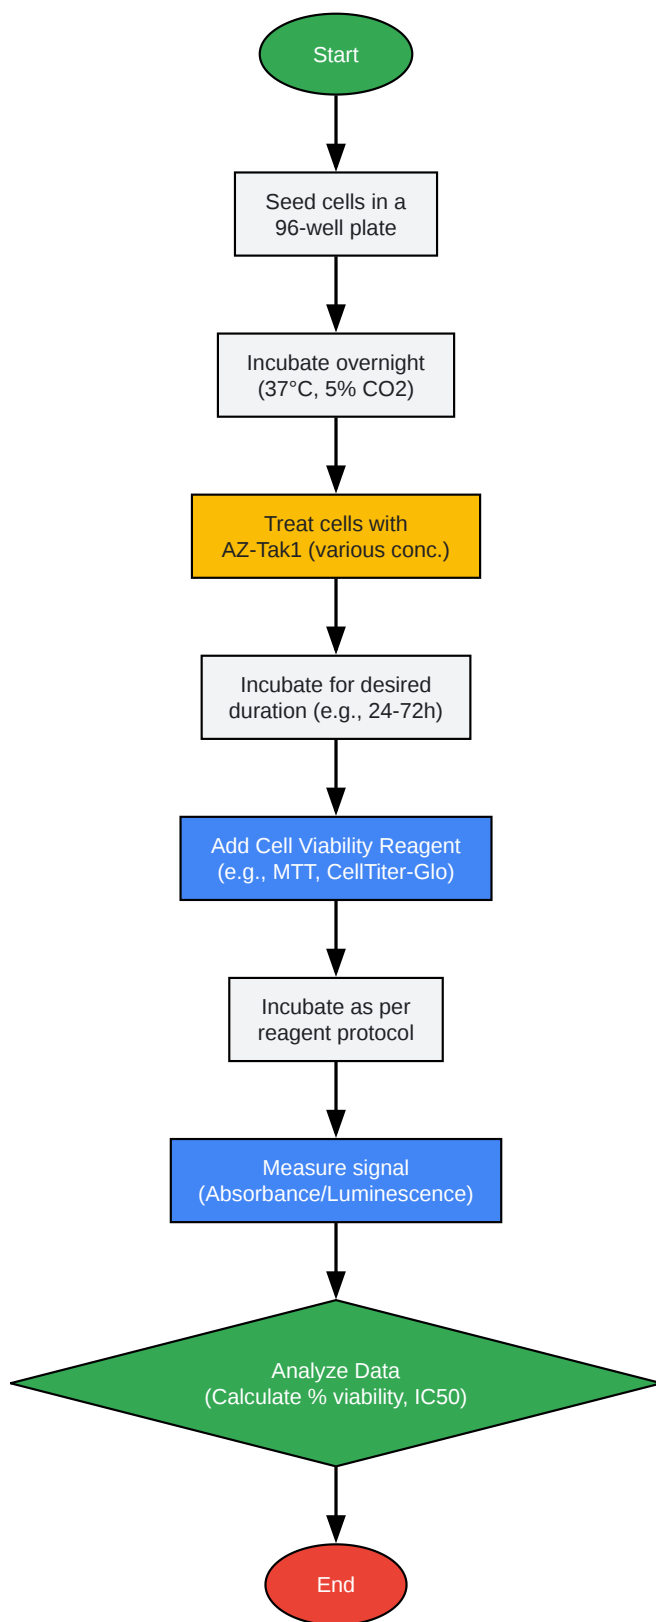 Start
Seed cells in a
96-well plate
Incubate overnight
(37°C, 5% CO2)
Treat cells with
AZ-Tak1 (various conc.)
Incubate for desired
duration (e.g., 24-72h)
Add Cell Viability Reagent
(e.g., MTT, CellTiter-Glo)
Incubate as per
reagent protocol
Measure signal
(Absorbance/Luminescence)
Analyze Data
(Calculate % viability, IC50)
End